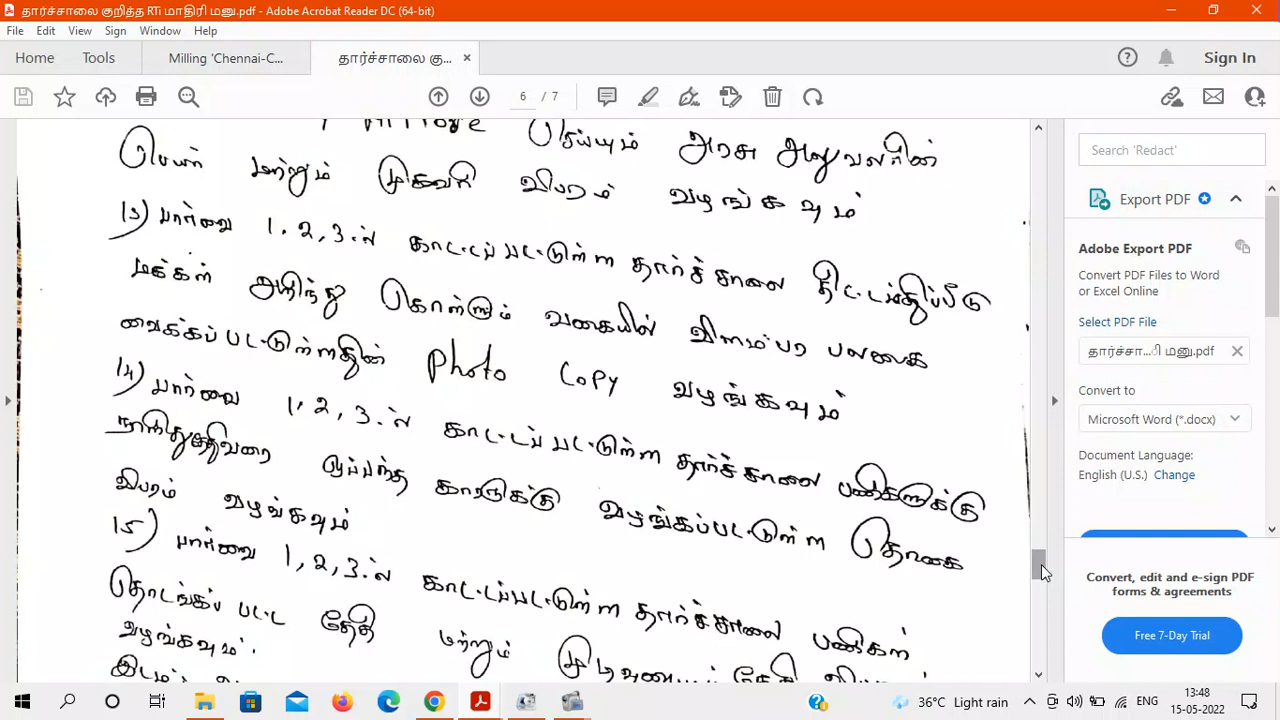 தார்ச்சாலை குறித்த RTi மாதிரி மனு.pdf - Adobe Acrobat Reader DC (64-bit)
File Edit View Sign Window Help
Home Tools Milling 'Chennai-C... தார்ச்சாலை கு... × Sign In
6 / 7
செய்யும் அரசு அலுவலரின்
பெயர் மற்றும் முகவரி விபரம் வழங்கவும்
13) பார்வை 1, 2, 3.ல் காட்டப்பட்டுள்ள தார்ச்சாலை திட்டமதிப்பீடு
மக்கள் அறிந்து கொள்ளும் வகையில் விளம்பர பலகை
வைக்கப்பட்டுள்ளதின் Photo Copy வழங்கவும்
14) பார்வை 1, 2, 3.ல் காட்டப்பட்டுள்ள தார்ச்சாலை பணிகளுக்கு
நாளிதுதேதிவரை ஒப்பந்த காரருக்கு வழங்கப்பட்டுள்ள தொகை
விபரம் வழங்கவும்
15) பார்வை 1, 2, 3.ல் காட்டப்பட்டுள்ள தார்ச்சாலை பணிகள்
தொடங்கப்பட்ட தேதி மற்றும்
வழங்கவும்.
Search 'Redact'
Export PDF
Adobe Export PDF
Convert PDF Files to Word
or Excel Online
Select PDF File
தார்ச்சா...ி மனு.pdf
Convert to
Microsoft Word (*.docx)
Document Language:
English (U.S.) Change
Convert, edit and e-sign PDF
forms & agreements
Free 7-Day Trial
36°C Light rain ENG 13:48
15-05-2022